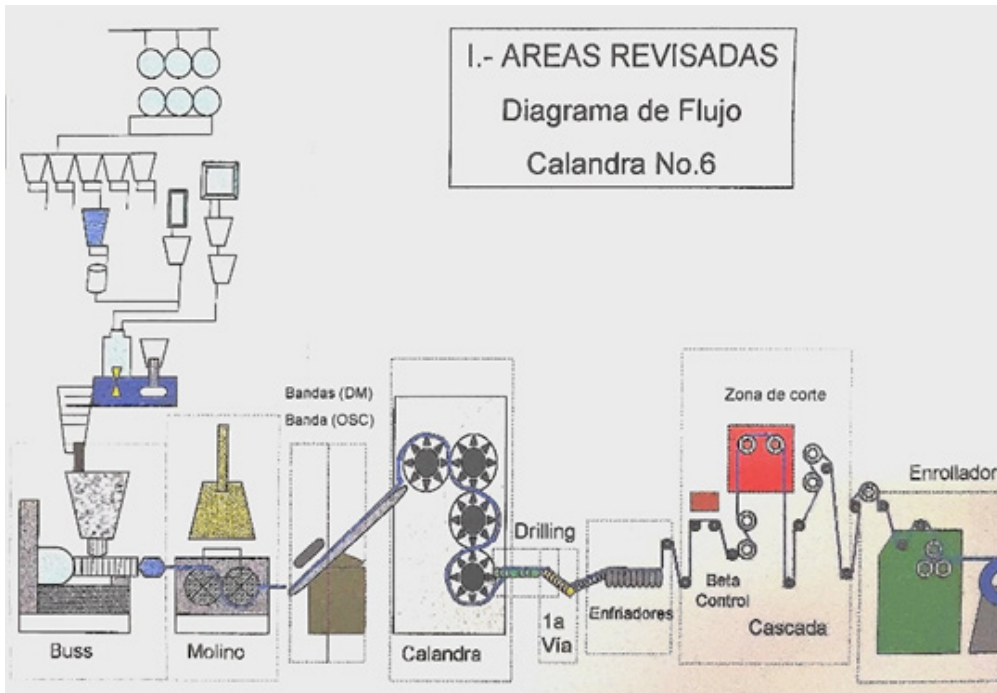 I.- AREAS REVISADAS
Diagrama de Flujo
Calandra No.6
Bandas (DM)
Banda (OSC)
Zona de corte
Enrollador
Drilling
Buss
Molino
Calandra
1a
Vía
Enfriadores
Beta
Control
Cascada